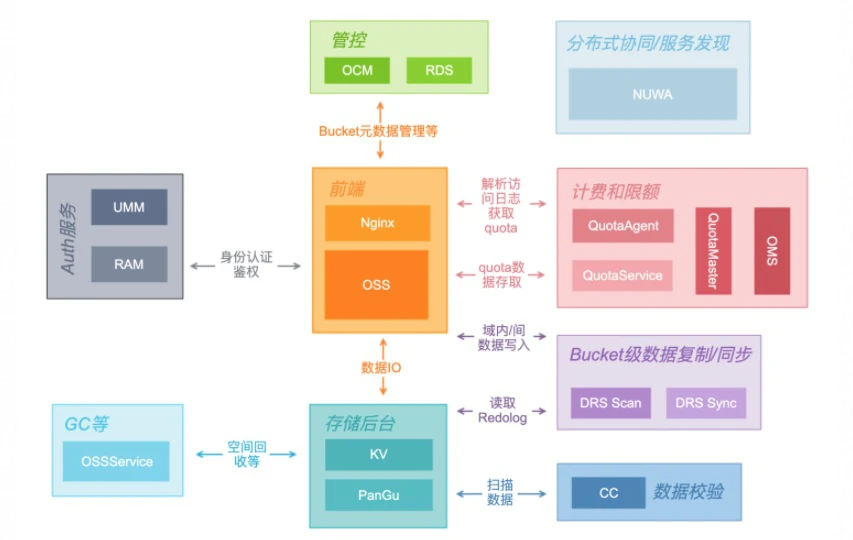 管控
OCM
RDS
分布式协同/服务发现
NUWA
Bucket元数据管理等
Auth服务
UMM
RAM
身份认证
鉴权
前端
Nginx
OSS
解析访
问日志
获取
quota
quota数
据存取
计费和限额
QuotaAgent
QuotaService
QuotaMaster
OMS
数据IO
域内/间
数据写入
Bucket级数据复制/同步
DRS Scan
DRS Sync
读取
Redolog
GC等
OSSService
空间回
收等
存储后台
KV
PanGu
扫描
数据
CC
数据校验